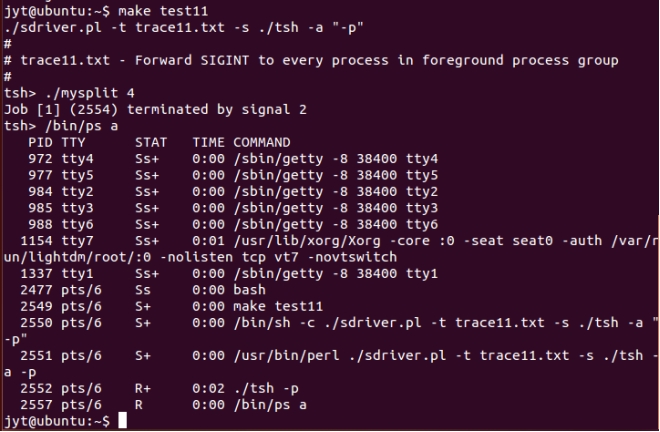 jyt@ubuntu:~$ make test11
./sdriver.pl -t trace11.txt -s ./tsh -a "-p"
#
# trace11.txt - Forward SIGINT to every process in foreground process group
#
tsh> ./mysplit 4
Job [1] (2554) terminated by signal 2
tsh> /bin/ps a
  PID TTY      STAT   TIME COMMAND
  972 tty4     Ss+    0:00 /sbin/getty -8 38400 tty4
  977 tty5     Ss+    0:00 /sbin/getty -8 38400 tty5
  984 tty2     Ss+    0:00 /sbin/getty -8 38400 tty2
  985 tty3     Ss+    0:00 /sbin/getty -8 38400 tty3
  988 tty6     Ss+    0:00 /sbin/getty -8 38400 tty6
 1154 tty7     Ss+    0:01 /usr/lib/xorg/Xorg -core :0 -seat seat0 -auth /var/r
un/lightdm/root/:0 -nolisten tcp vt7 -novtswitch
 1337 tty1     Ss+    0:00 /sbin/getty -8 38400 tty1
 2477 pts/6    Ss     0:00 bash
 2549 pts/6    S+     0:00 make test11
 2550 pts/6    S+     0:00 /bin/sh -c ./sdriver.pl -t trace11.txt -s ./tsh -a "
-p"
 2551 pts/6    S+     0:00 /usr/bin/perl ./sdriver.pl -t trace11.txt -s ./tsh -
a -p
 2552 pts/6    R+     0:02 ./tsh -p
 2557 pts/6    R      0:00 /bin/ps a
jyt@ubuntu:~$